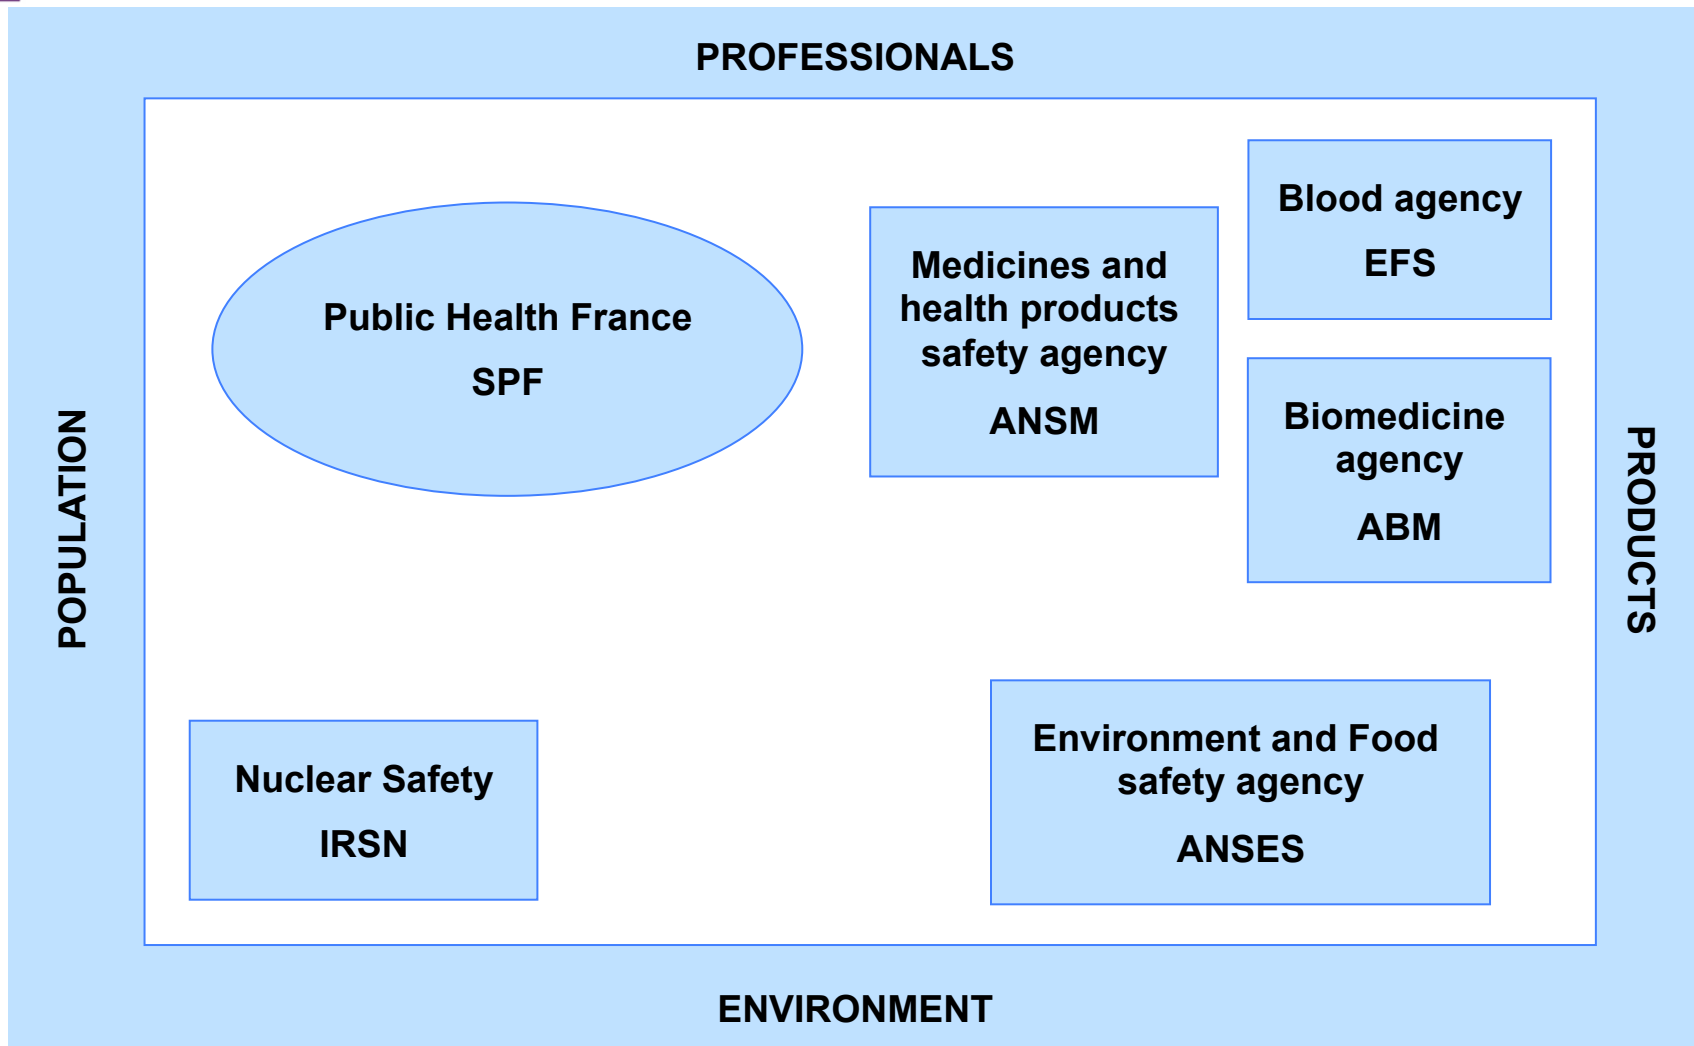 PROFESSIONALS
POPULATION
Public Health France
SPF
Medicines and
health products
safety agency
ANSM
Blood agency
EFS
Biomedicine
agency
ABM
PRODUCTS
Nuclear Safety
IRSN
Environment and Food
safety agency
ANSES
ENVIRONMENT